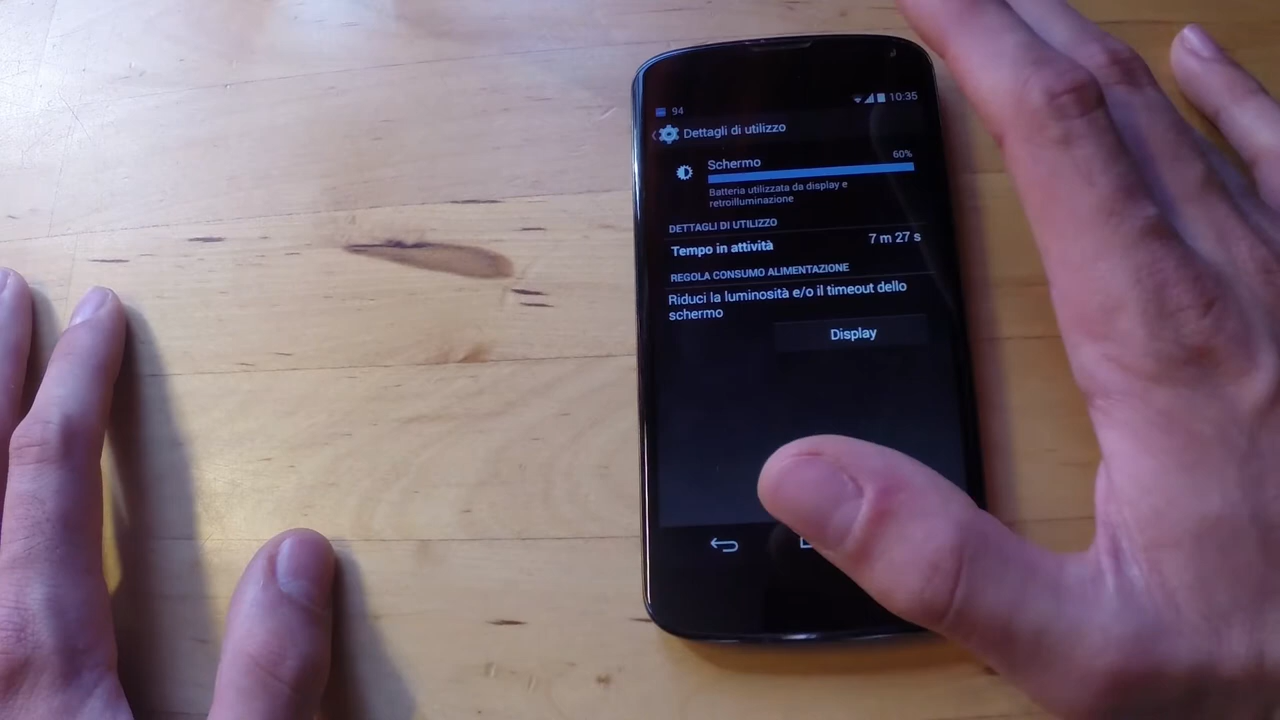 94
10:35
Dettagli di utilizzo
Schermo
60%
Batteria utilizzata da display e
retroilluminazione
DETTAGLI DI UTILIZZO
Tempo in attività
7 m 27 s
REGOLA CONSUMO ALIMENTAZIONE
Riduci la luminosità e/o il timeout dello
schermo
Display